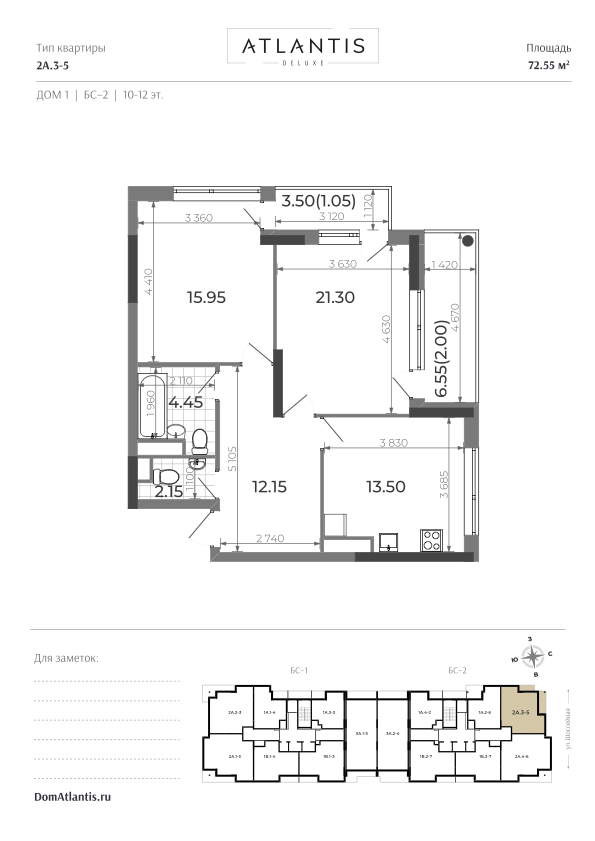 Тип квартиры
2А.3-5
ATLANTIS
DELUXE
Площадь
72.55 м²
ДОМ 1 | БС-2 | 10-12 эт.
3.50(1.05)
3 360
3 120
1 120
3 630
1 420
4 410
15.95
21.30
4 630
4 670
6.55(2.00)
2 110
1 960
4.45
5 105
3 830
2.15
1 100
12.15
13.50
3 685
2 740
Для заметок:
З
С
Ю
В
БС-1
БС-2
2А.2-3
1А.1-4
1А.3-3
3А.1-3
3А.2-4
1А.4-2
1А.2-6
2А.3-5
2А.1-5
1Б.1-4
1Б.1-3
1Б.2-7
1Б.2-7
2А.4-6
ул. Шоссейная
DomAtlantis.ru